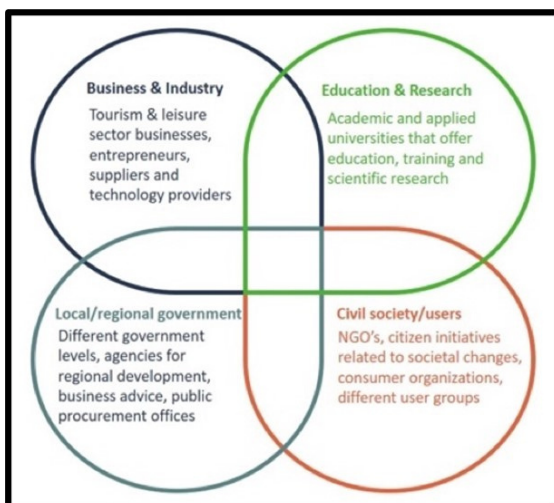 Business & Industry
Tourism & leisure
sector businesses,
entrepreneurs,
suppliers and
technology providers
Education & Research
Academic and applied
universities that offer
education, training and
scientific research
Local/regional government
Different government
levels, agencies for
regional development,
business advice, public
procurement offices
Civil society/users
NGO's, citizen initiatives
related to societal changes,
consumer organizations,
different user groups